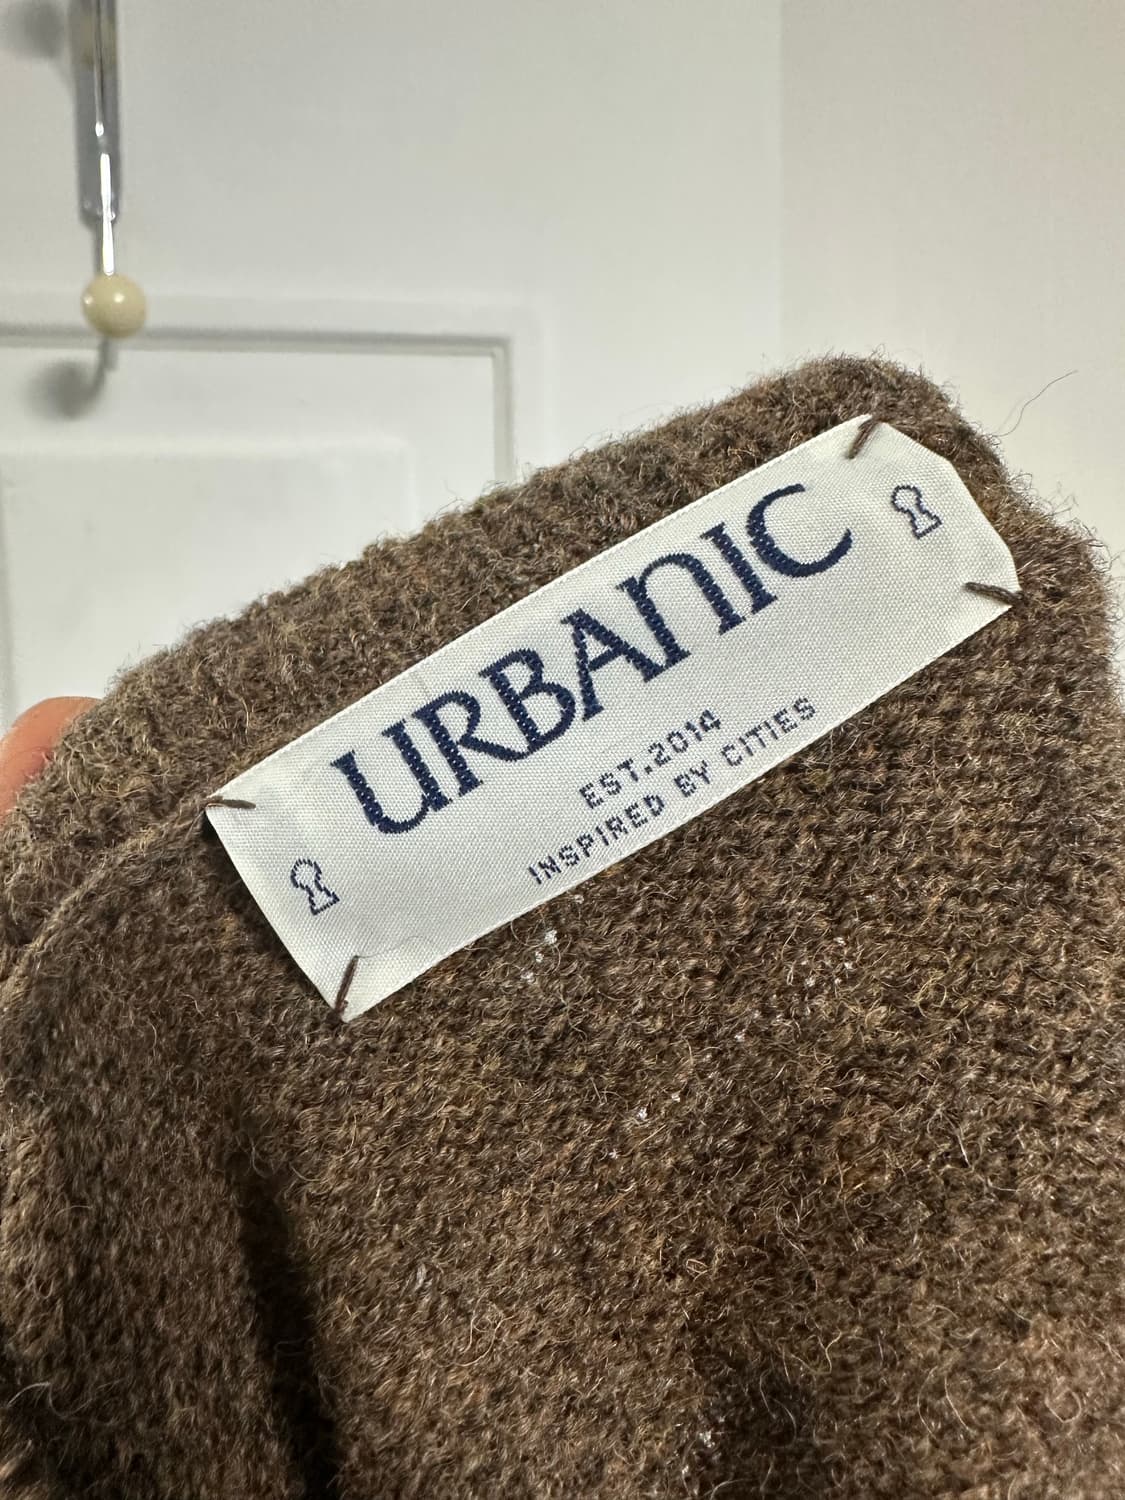 URBANIC
EST.2014
INSPIRED BY CITIES